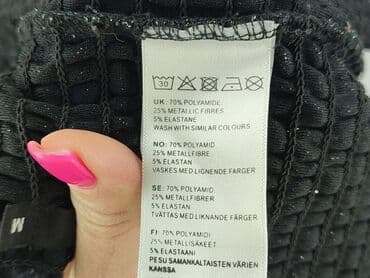 30
UK: 70% POLYAMIDE
25% METALLIC FIBRES
5% ELASTANE
WASH WITH SIMILAR COLOURS
NO: 70% POLYAMID
25% METALLFIBRE
5% ELASTAN
VASKES MED LIGNENDE FARGER
SE: 70% POLYAMID
25% METALLFIBRER
5% ELASTAN
TVÄTTAS MED LIKNANDE FÄRGER
FI: 70% POLYAMIDI
25% METALLISÄIKEET
5% ELASTAANI
PESU SAMANKALTAISTEN VÄRIEN
KANSSA
M